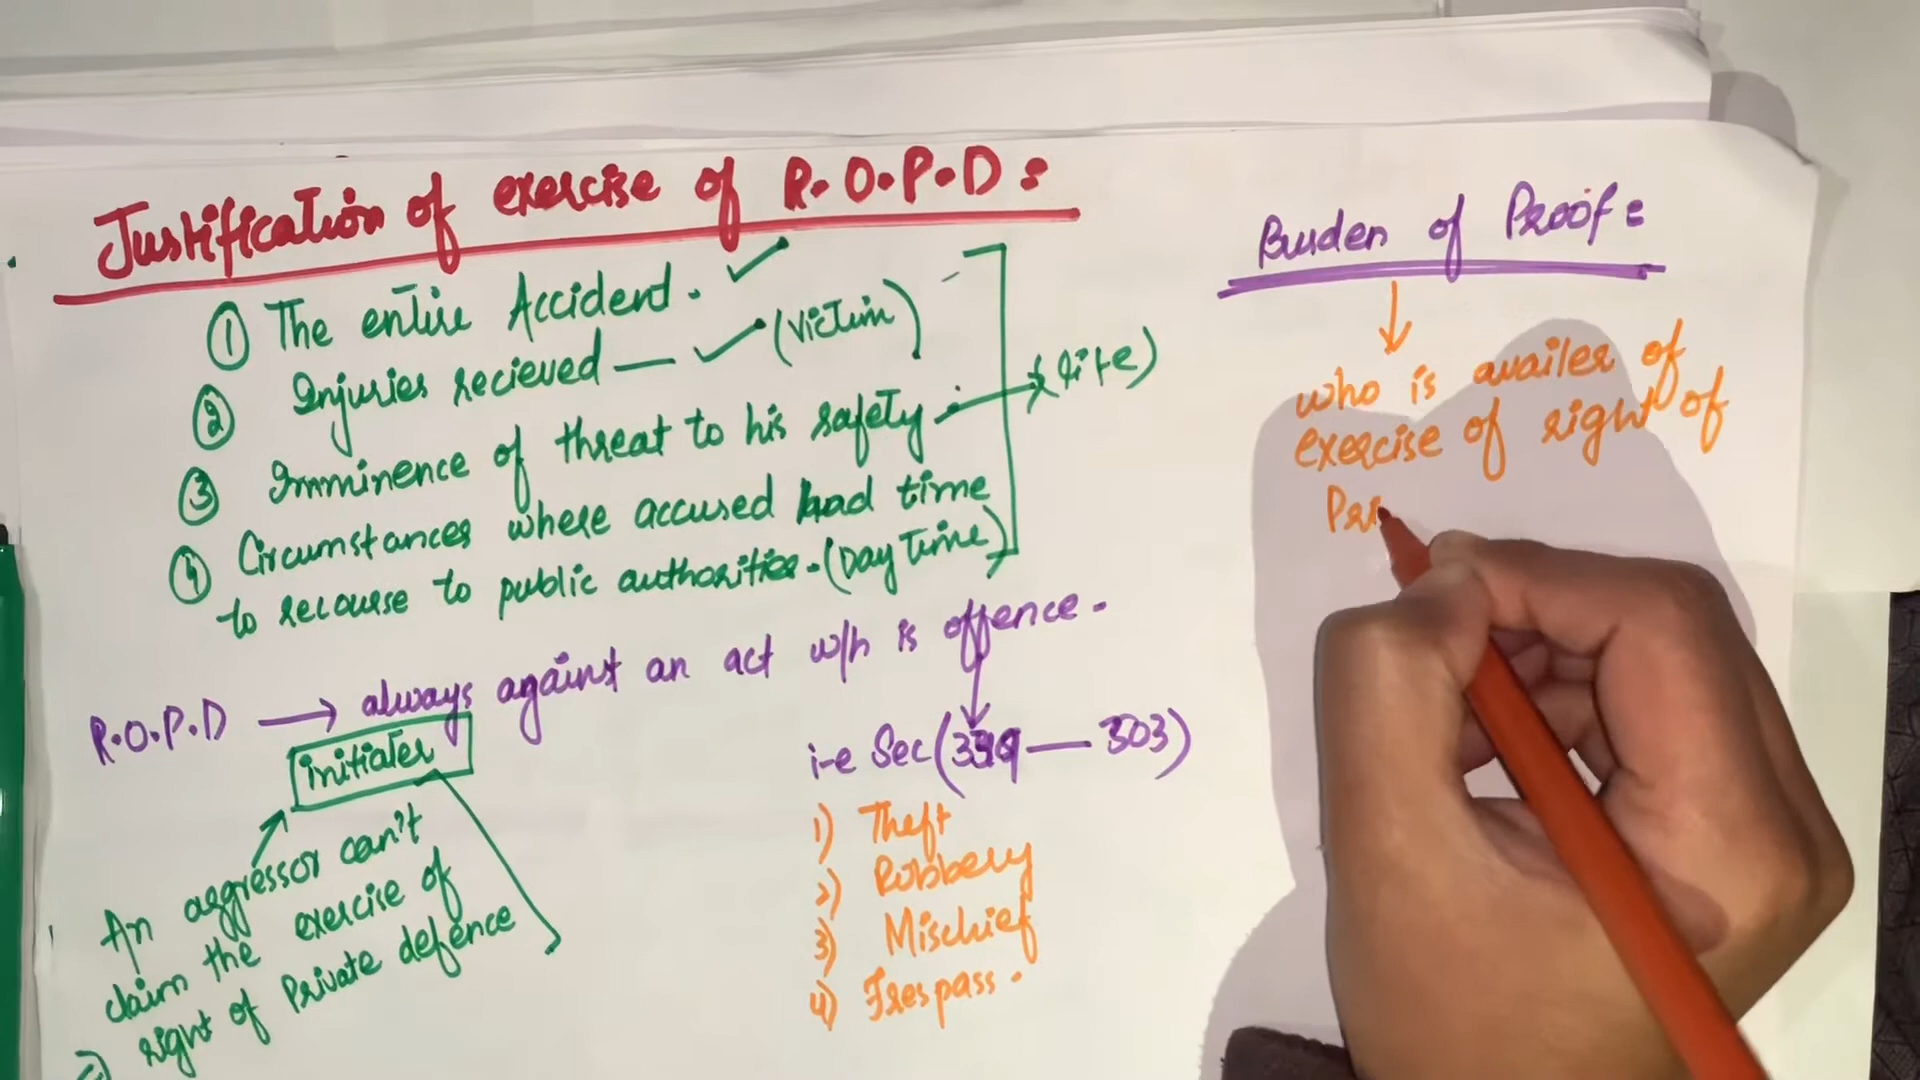 Justification of exercise of R.O.P.D:
① The entire Accident.
② Injuries recieved — (Victim)
③ Imminence of threat to his safety
(life)
④ Circumstances where accused had time
to recourse to public authorities. (Day Time)
R.O.P.D → always against an act w/h is offence.
initiater
An aggressor can't
claim the exercise of
right of Private defence
i-e Sec ( — 303)
1) Theft
2) Robbery
3) Mischief
4) Trespass.
Burden of Proof:
who is availer of
exercise of right of
Pri